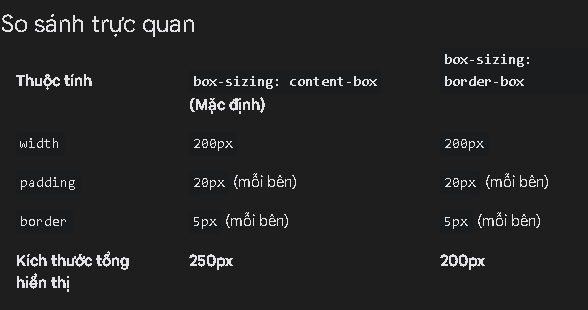 So sánh trực quan
Thuộc tính box-sizing: content-box (Mặc định) box-sizing: border-box
width 200px 200px
padding 20px (mỗi bên) 20px (mỗi bên)
border 5px (mỗi bên) 5px (mỗi bên)
Kích thước tổng hiển thị 250px 200px